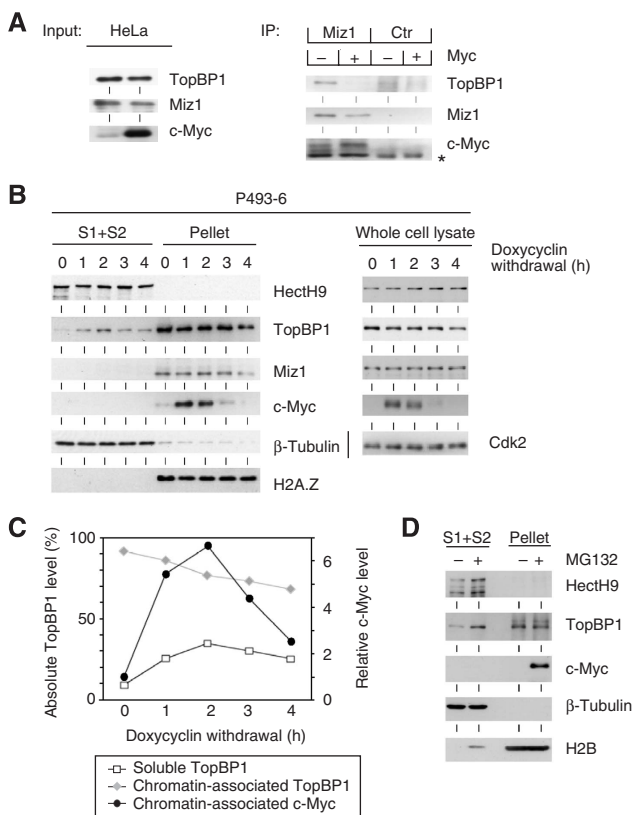 A
Input: HeLa
TopBP1
Miz1
c-Myc
IP: Miz1 Ctr
– + – + Myc
TopBP1
Miz1
c-Myc
*
B
P493-6
S1+S2 Pellet Whole cell lysate
0 1 2 3 4 0 1 2 3 4 0 1 2 3 4
Doxycyclin
withdrawal (h)
HectH9
TopBP1
Miz1
c-Myc
β-Tubulin Cdk2
H2A.Z
C
Absolute TopBP1 level (%)
100
50
0
0 1 2 3 4
Doxycyclin withdrawal (h)
6
4
2
0
Relative c-Myc level
Soluble TopBP1
Chromatin-associated TopBP1
Chromatin-associated c-Myc
D
S1+S2 Pellet
– + – + MG132
HectH9
TopBP1
c-Myc
β-Tubulin
H2B